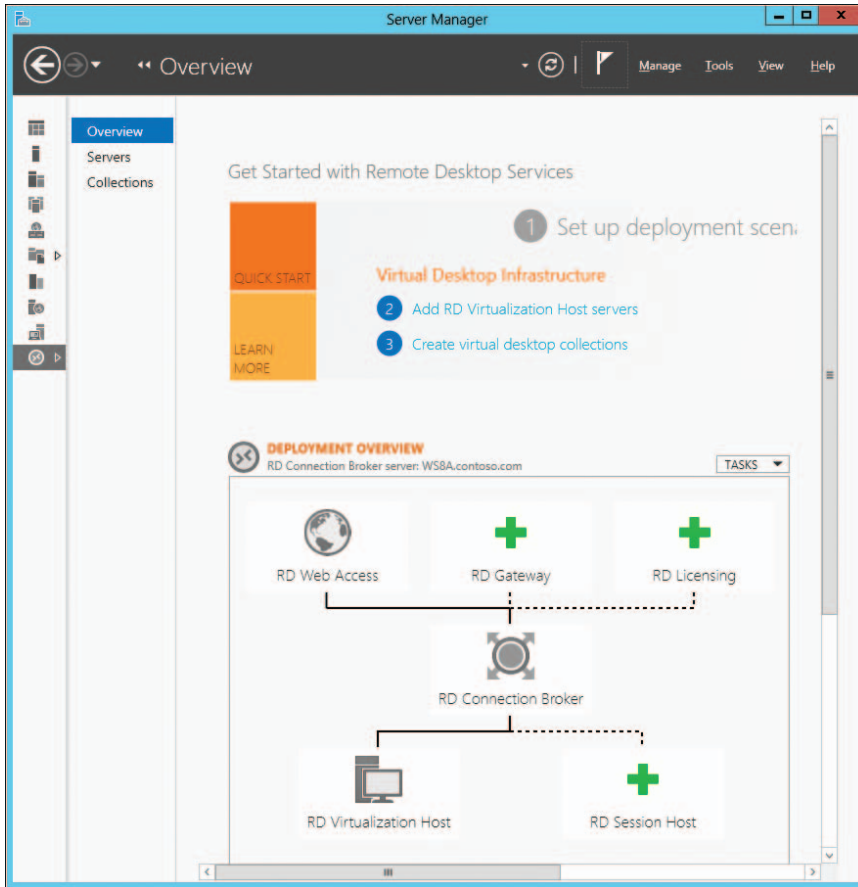 Server Manager
Overview
Manage Tools View Help
Overview
Servers
Collections
Get Started with Remote Desktop Services
1 Set up deployment scena
QUICK START
Virtual Desktop Infrastructure
2 Add RD Virtualization Host servers
3 Create virtual desktop collections
LEARN
MORE
DEPLOYMENT OVERVIEW
RD Connection Broker server: WS8A.contoso.com
TASKS
RD Web Access
RD Gateway
RD Licensing
RD Connection Broker
RD Virtualization Host
RD Session Host